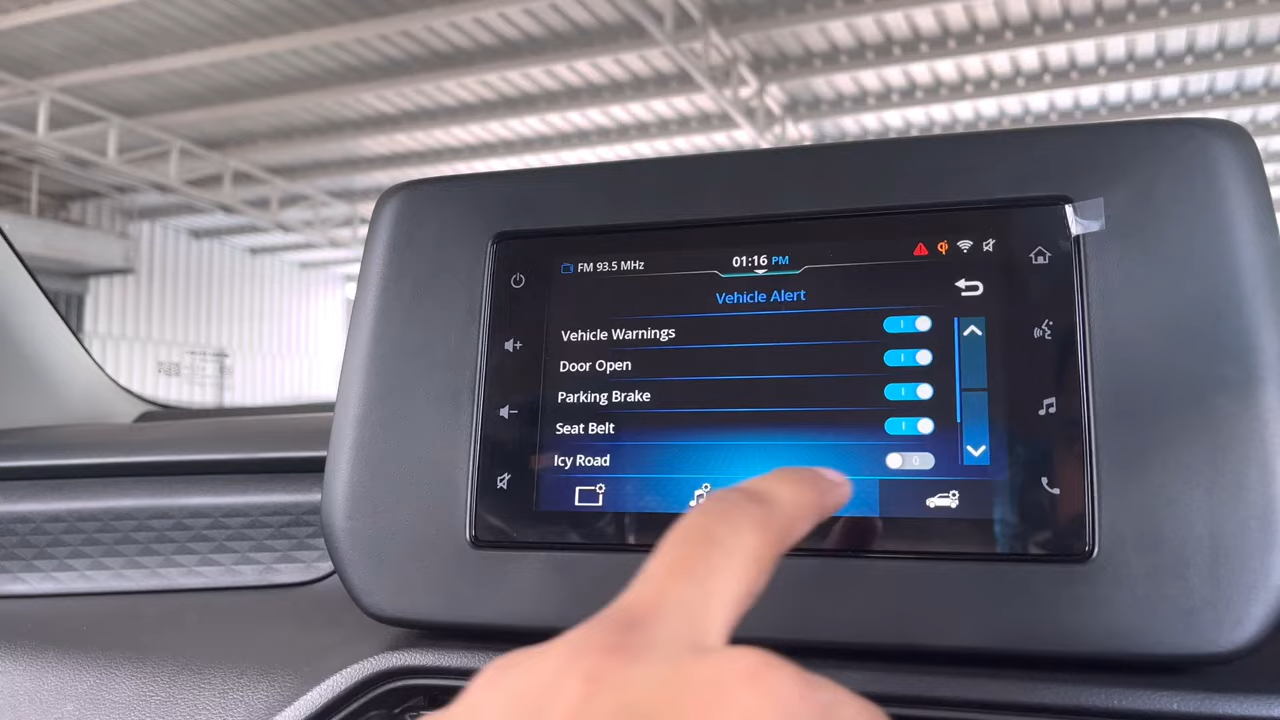 FM 93.5 MHz
01:16 PM
Vehicle Alert
Vehicle Warnings
Door Open
Parking Brake
Seat Belt
Icy Road